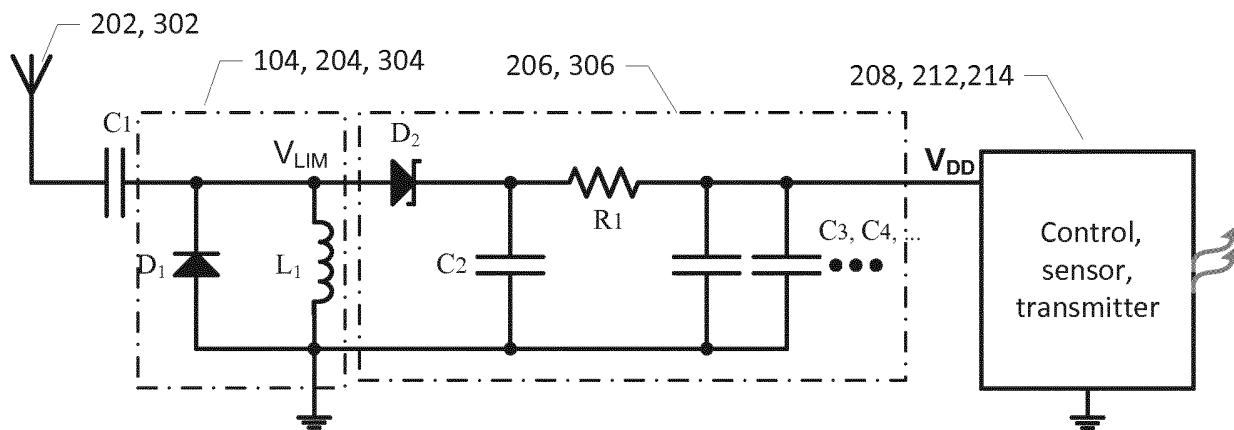 202, 302
104, 204, 304
206, 306
208, 212,214
C1
VLIM
D2
VDD
R1
C3, C4, ...
D1
L1
C2
Control,
sensor,
transmitter